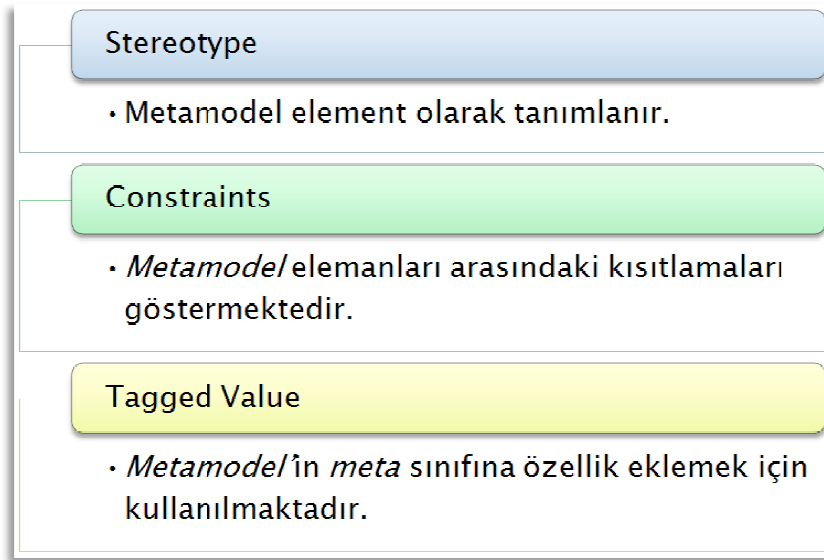 Stereotype
• Metamodel element olarak tanımlanır.
Constraints
• Metamodel elemanları arasındaki kısıtlamaları
göstermektedir.
Tagged Value
• Metamodel'in meta sınıfına özellik eklemek için
kullanılmaktadır.